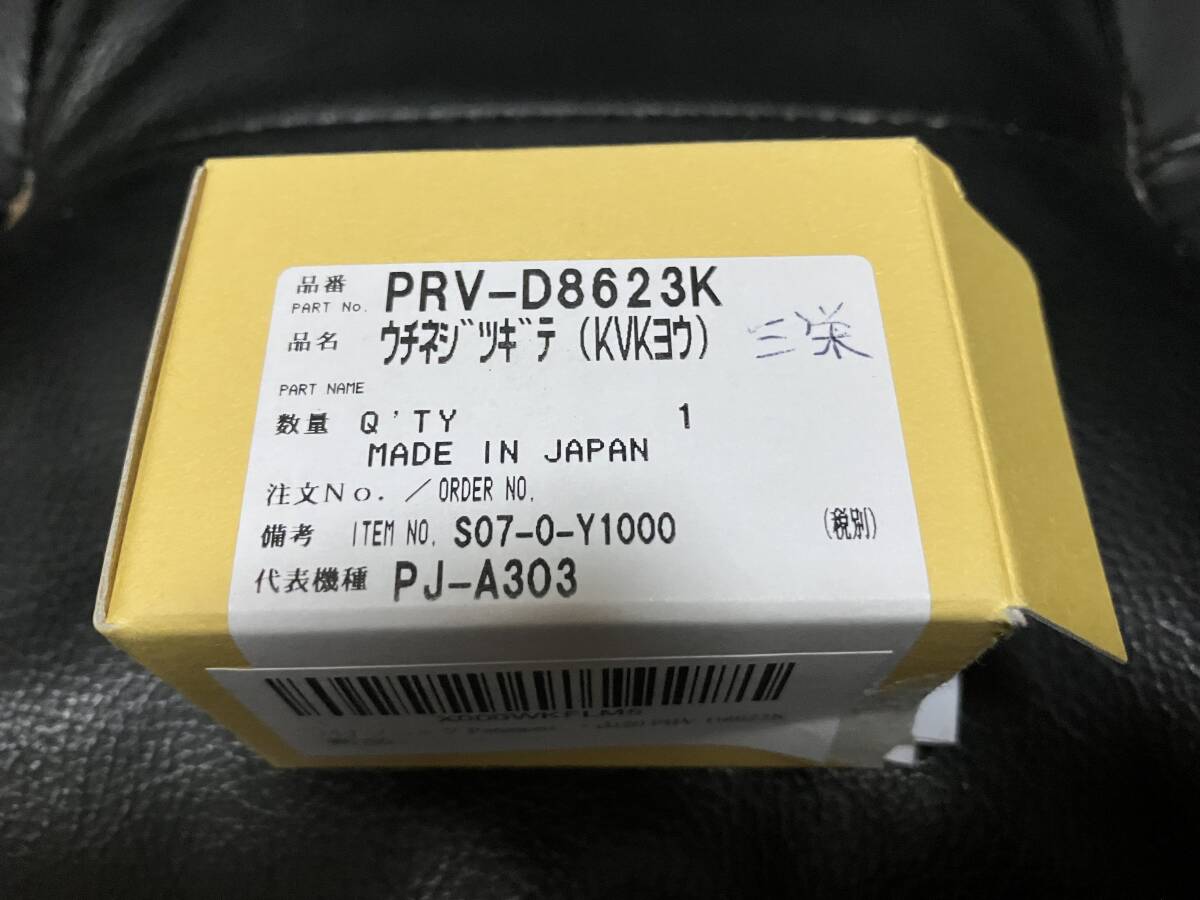 品番 PART No. PRV-D8623K
品名 ウチネジツギテ (KVKヨウ) 三栄
PART NAME
数量 Q'TY 1
MADE IN JAPAN
注文No. / ORDER NO.
備考 ITEM NO. S07-0-Y1000 (税別)
代表機種 PJ-A303
PRV D8623K